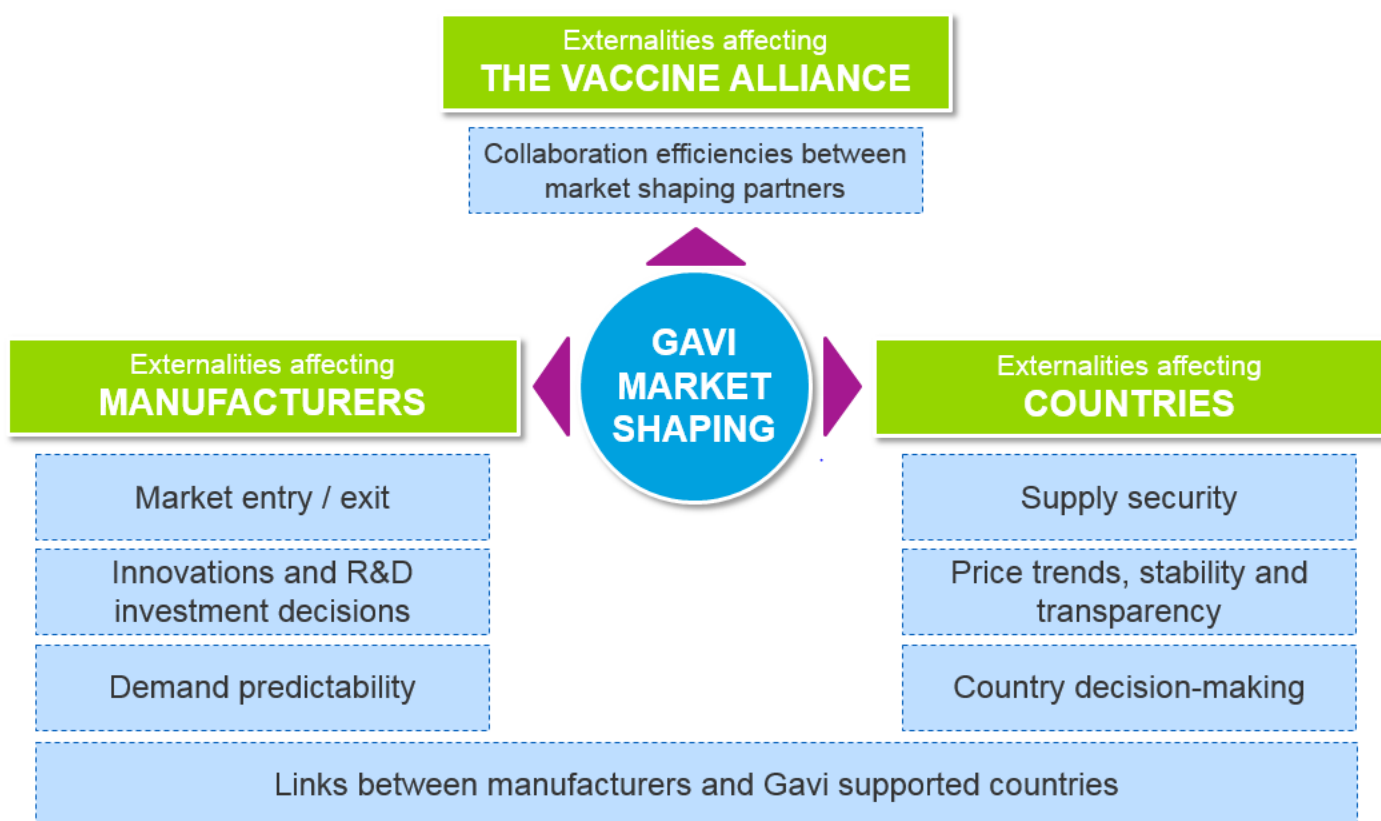 Externalities affecting
THE VACCINE ALLIANCE
Collaboration efficiencies between
market shaping partners
GAVI
MARKET
SHAPING
Externalities affecting
MANUFACTURERS
Market entry / exit
Innovations and R&D
investment decisions
Demand predictability
Externalities affecting
COUNTRIES
Supply security
Price trends, stability and
transparency
Country decision-making
Links between manufacturers and Gavi supported countries